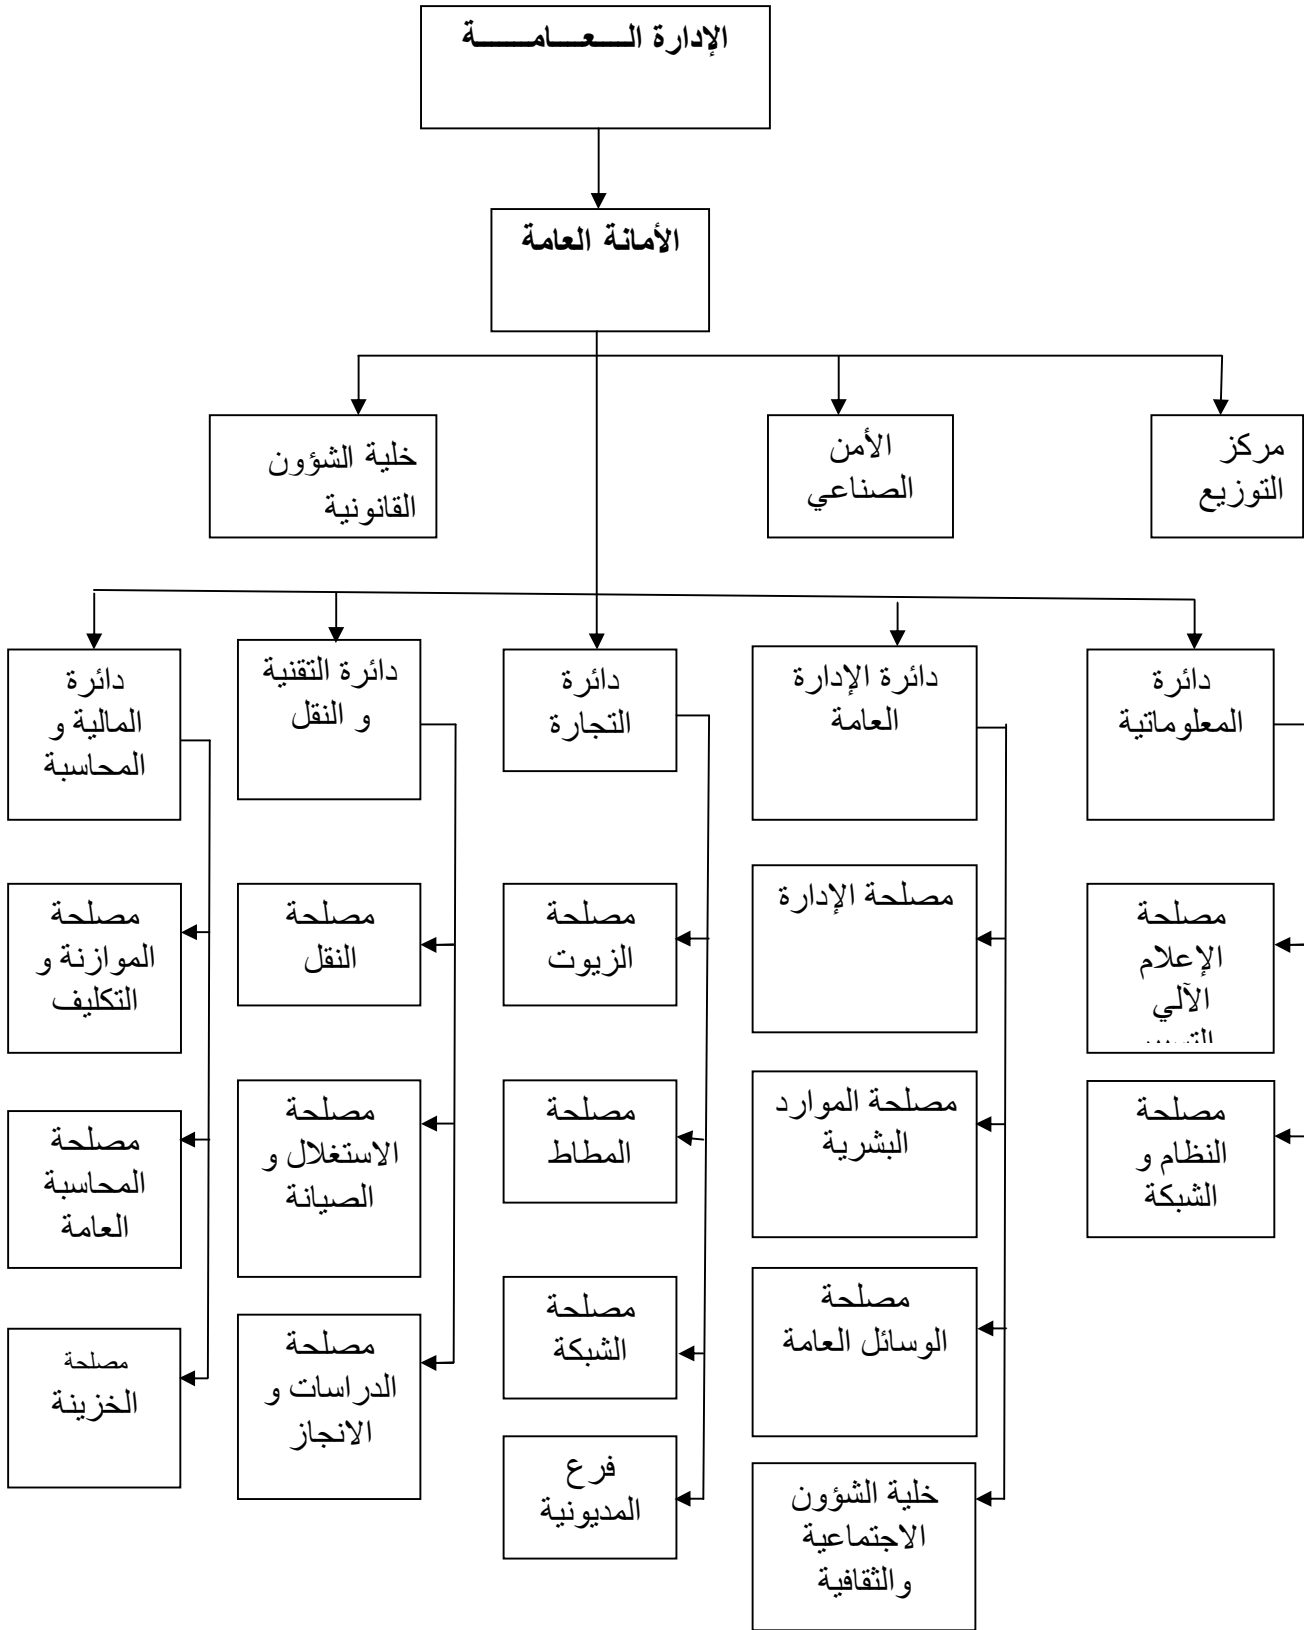 الإدارة العامة
الأمانة العامة
مركز
التوزيع
الأمن
الصناعي
خلية الشؤون
القانونية
دائرة
المعلوماتية
دائرة الإدارة
العامة
دائرة
التجارة
دائرة التقنية
و النقل
دائرة
المالية و
المحاسبة
مصلحة
الإعلام
الآلي
مصلحة الإدارة
مصلحة
الزيوت
مصلحة
النقل
مصلحة
الموازنة و
التكليف
مصلحة
النظام و
الشبكة
مصلحة الموارد
البشرية
مصلحة
المطاط
مصلحة
الاستغلال و
الصيانة
مصلحة
المحاسبة
العامة
مصلحة
الوسائل العامة
مصلحة
الشبكة
مصلحة
الدراسات و
الانجاز
مصلحة
الخزينة
خلية الشؤون
الاجتماعية
والثقافية
فرع
المديونية